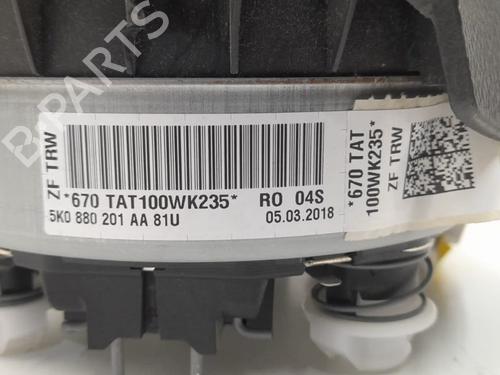 B PARTS
ZF TRW
*670 TAT100WK235*
RO 04S
5K0 880 201 AA 81U
05.03.2018
*670 TAT
100WK235*
ZF TRW